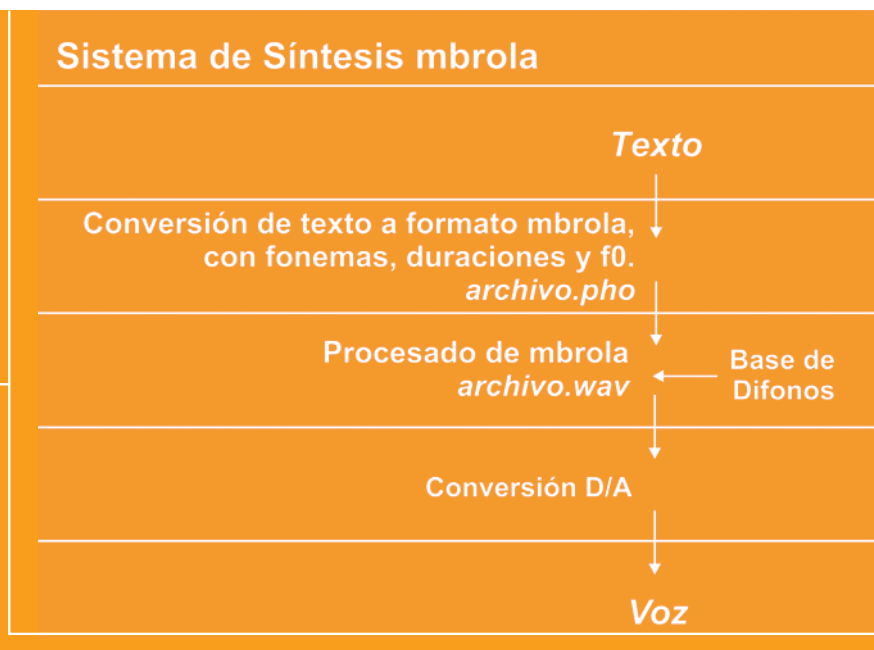 Sistema de Síntesis mbrola
Texto
Conversión de texto a formato mbrola,
con fonemas, duraciones y f0.
archivo.pho
Procesado de mbrola
archivo.wav
Base de
Difonos
Conversión D/A
Voz